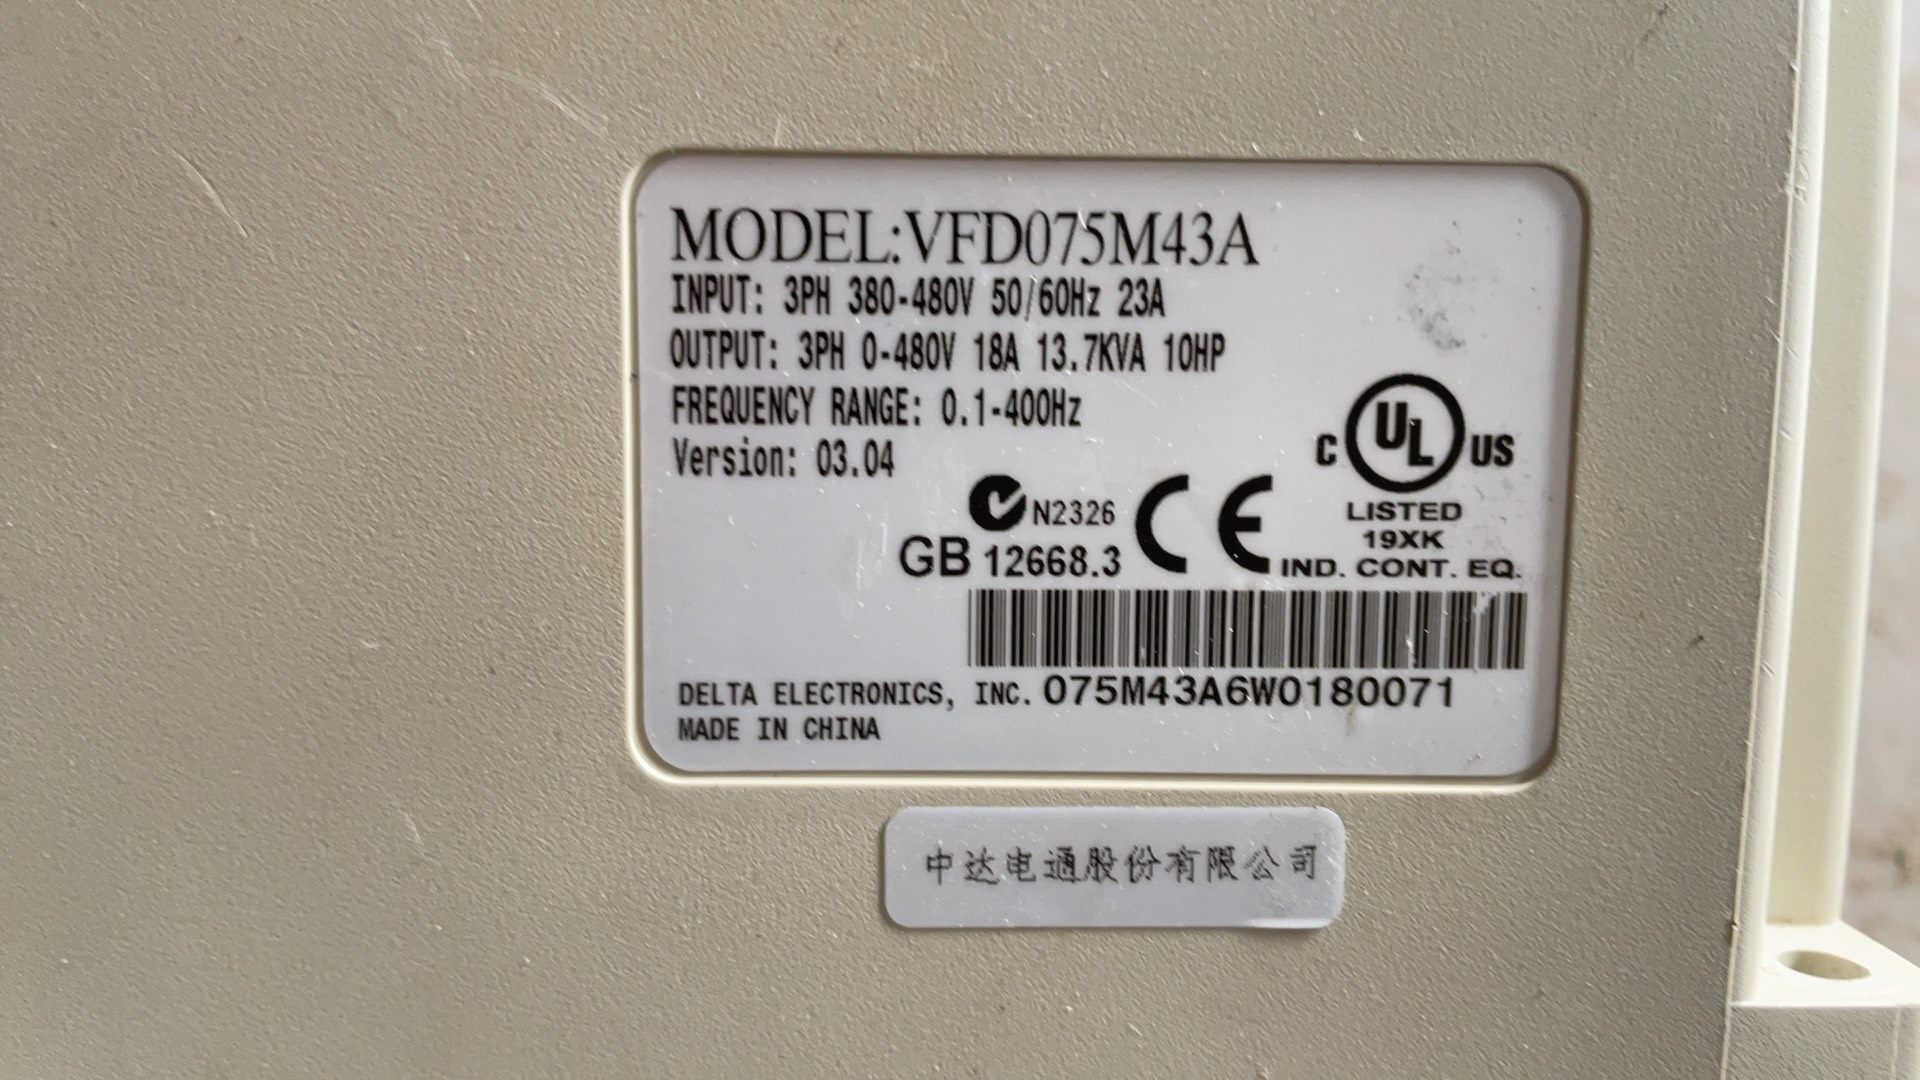 MODEL:VFD075M43A
INPUT: 3PH 380-480V 50/60Hz 23A
OUTPUT: 3PH 0-480V 18A 13.7KVA 10HP
FREQUENCY RANGE: 0.1-400Hz
Version: 03.04
N2326
GB 12668.3
CE
C UL US
LISTED
19XK
IND. CONT. EQ.
DELTA ELECTRONICS, INC. 075M43A6W0180071
MADE IN CHINA
中达电通股份有限公司